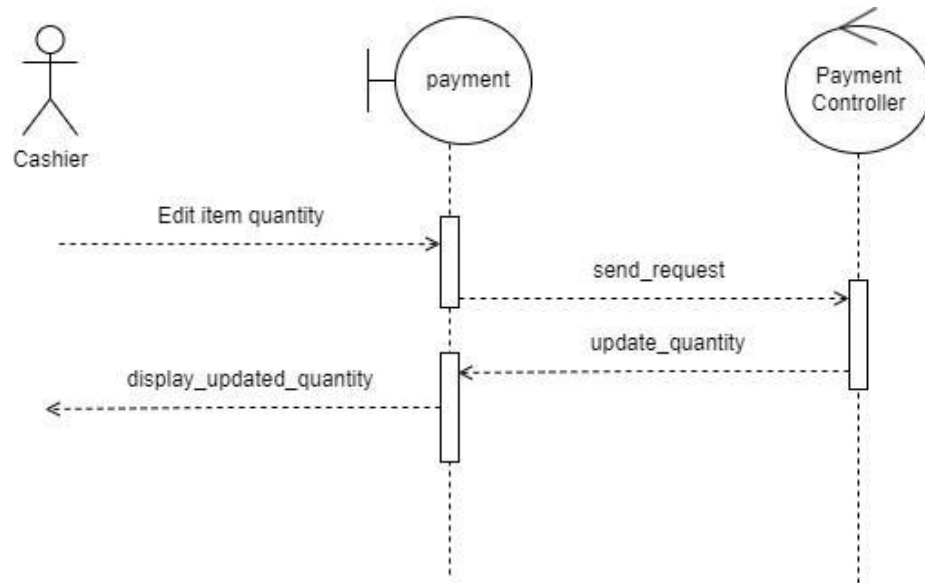 payment
Payment
Controller
Cashier
Edit item quantity
send_request
update_quantity
display_updated_quantity